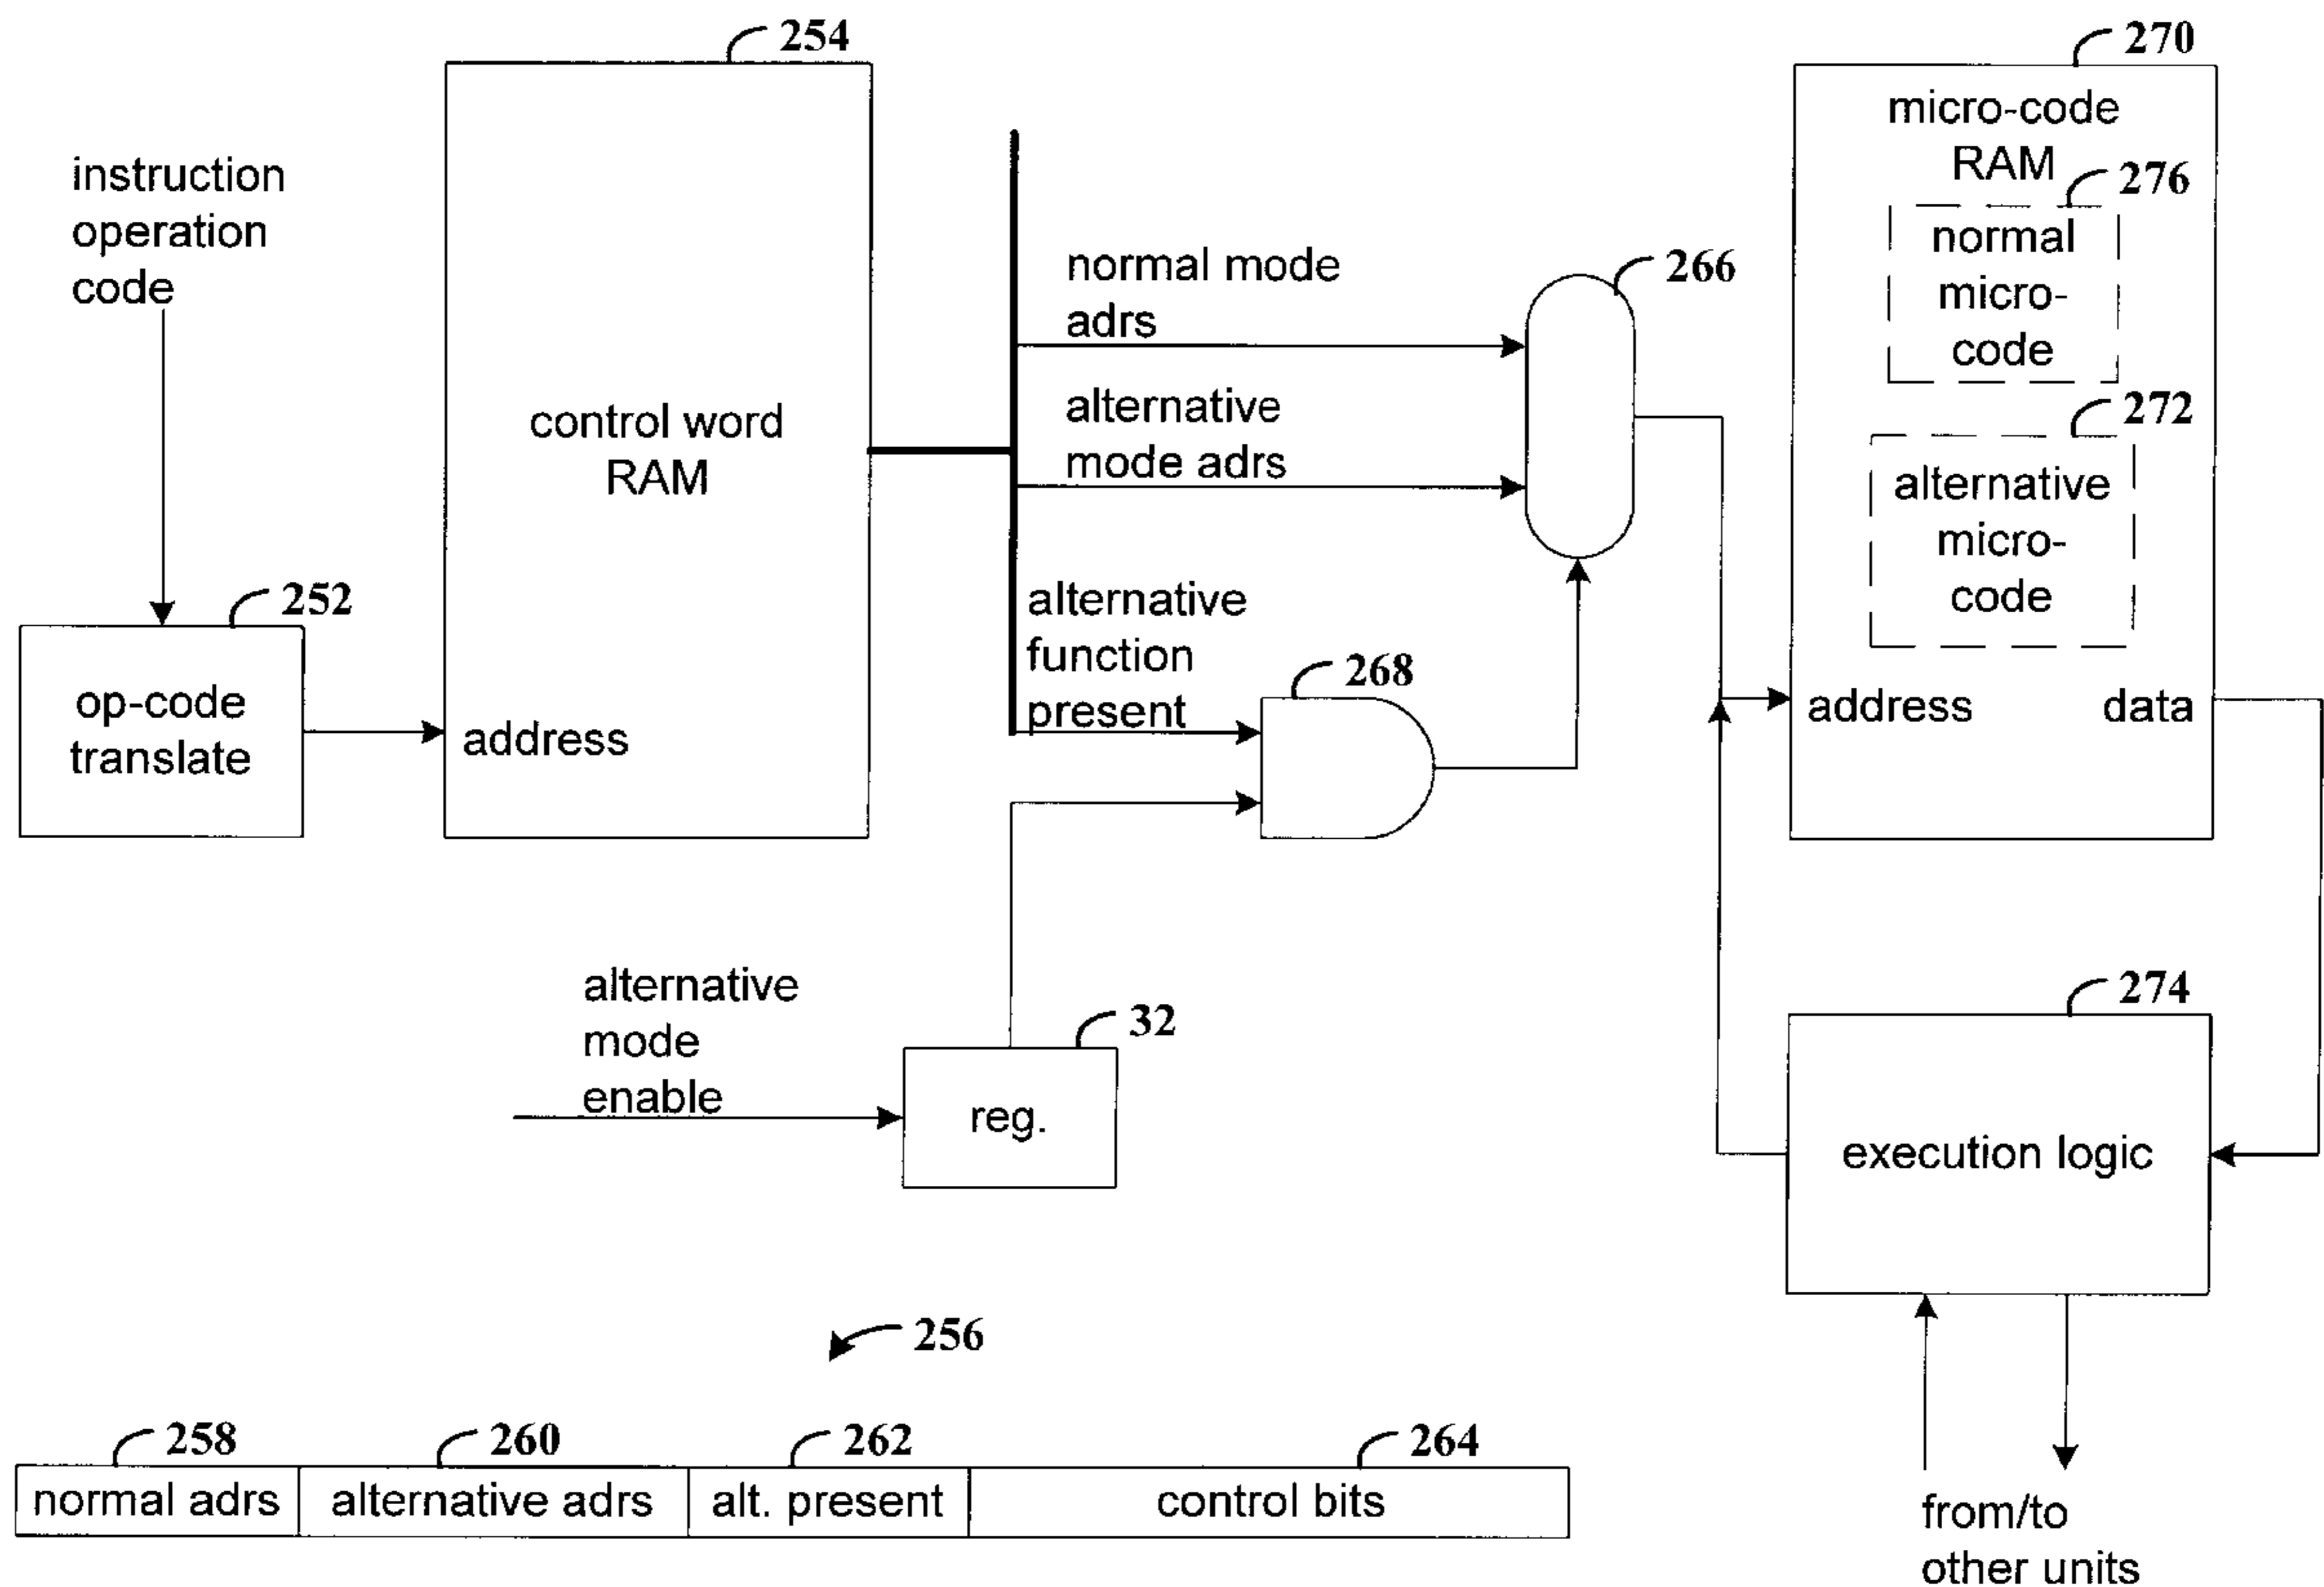 254
270
micro-code
RAM
276
normal
micro-
code
272
alternative
micro-
code
address
data
instruction
operation
code
control word
RAM
address
252
op-code
translate
normal mode
adrs
alternative
mode adrs
266
alternative
function
present
268
alternative
mode
enable
32
reg.
274
execution logic
from/to
other units
256
258
260
262
264
normal adrs
alternative adrs
alt. present
control bits